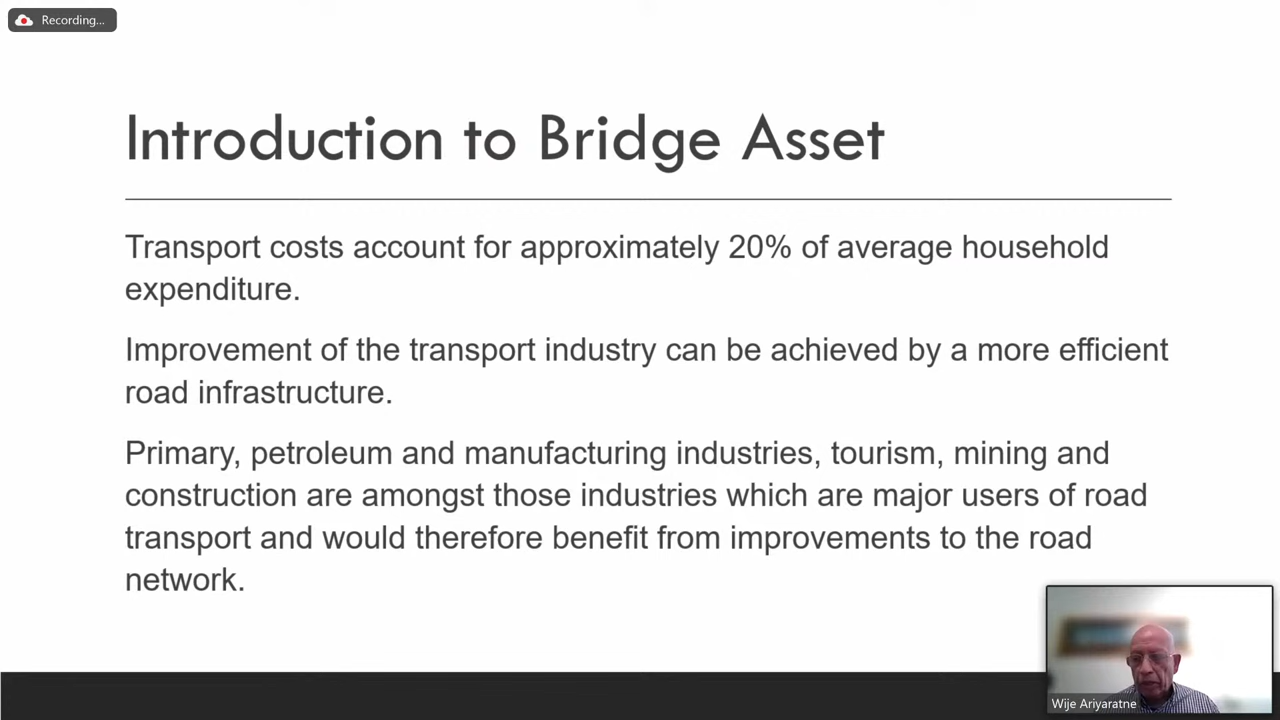 Recording...
Introduction to Bridge Asset
Transport costs account for approximately 20% of average household
expenditure.
Improvement of the transport industry can be achieved by a more efficient
road infrastructure.
Primary, petroleum and manufacturing industries, tourism, mining and
construction are amongst those industries which are major users of road
transport and would therefore benefit from improvements to the road
network.
Wije Ariyaratne